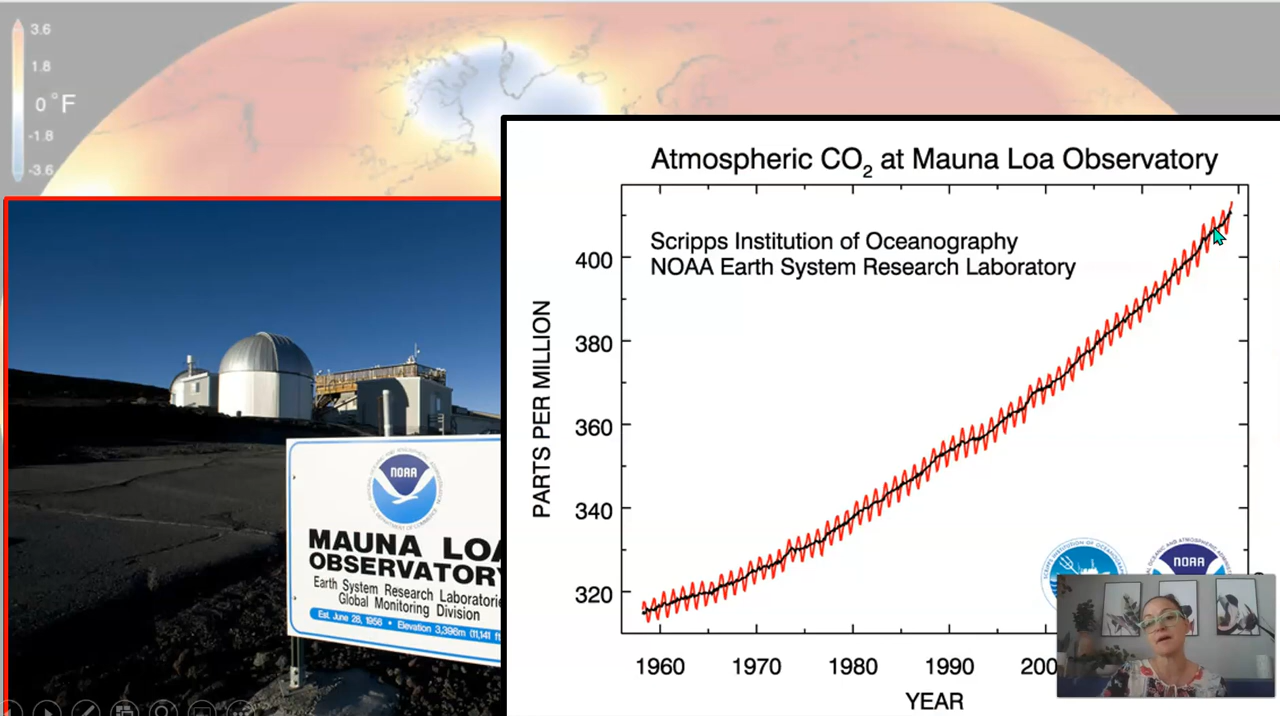 3.6
1.8
0°F
-1.8
-3.6
Atmospheric CO₂ at Mauna Loa Observatory
Scripps Institution of Oceanography
NOAA Earth System Research Laboratory
PARTS PER MILLION
400
380
360
340
320
1960
1970
1980
1990
200
YEAR
NOAA
NOAA
MAUNA LOA
OBSERVATORY
Earth System Research Laboratorie
Global Monitoring Division
Est. June 28, 1956 • Elevation 3,396m (11,141 ft